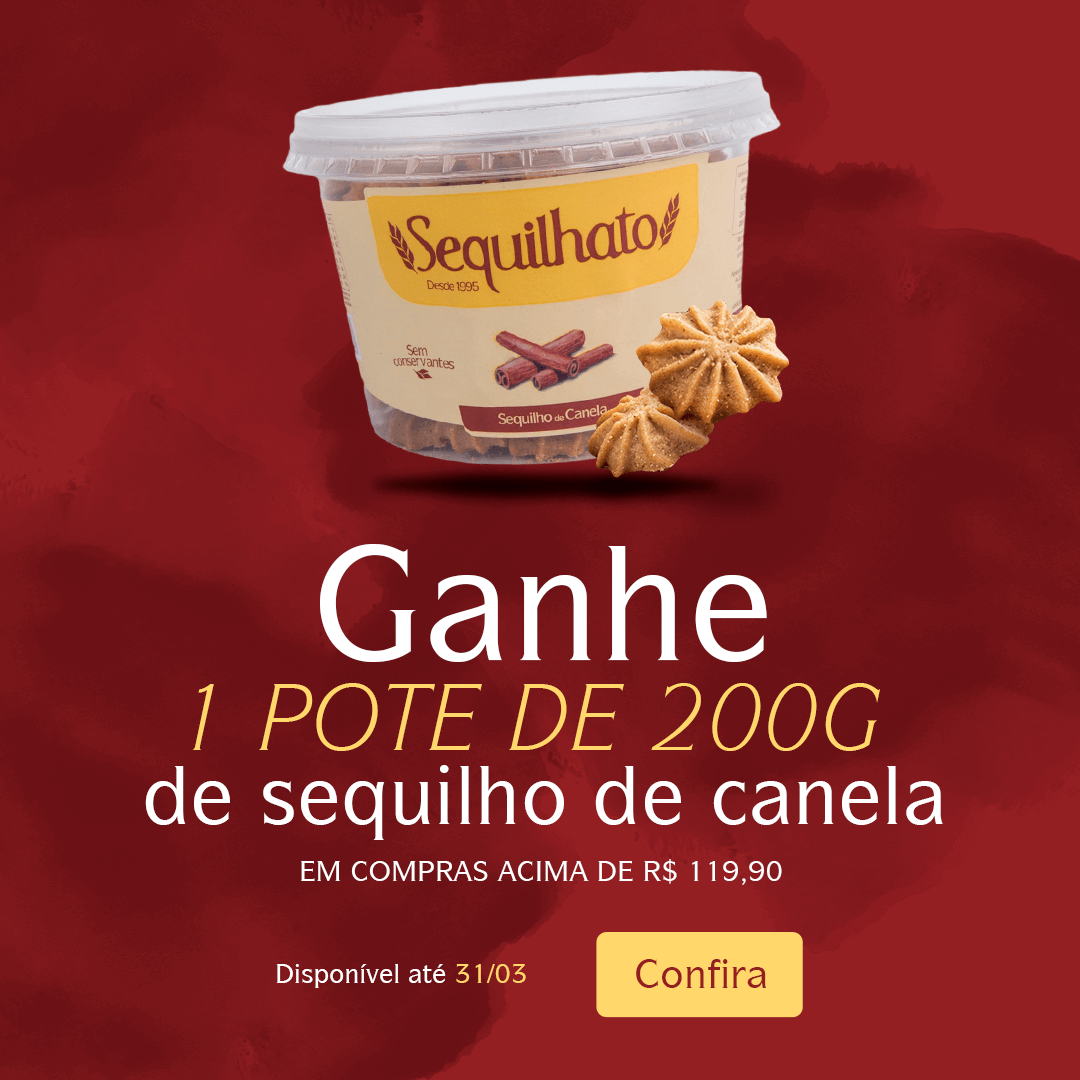 Sequilhato
Desde 1995
Sem
conservantes
Sequilho de Canela
Ganhe
1 POTE DE 200G
de sequilho de canela
EM COMPRAS ACIMA DE R$ 119,90
Disponível até 31/03
Confira